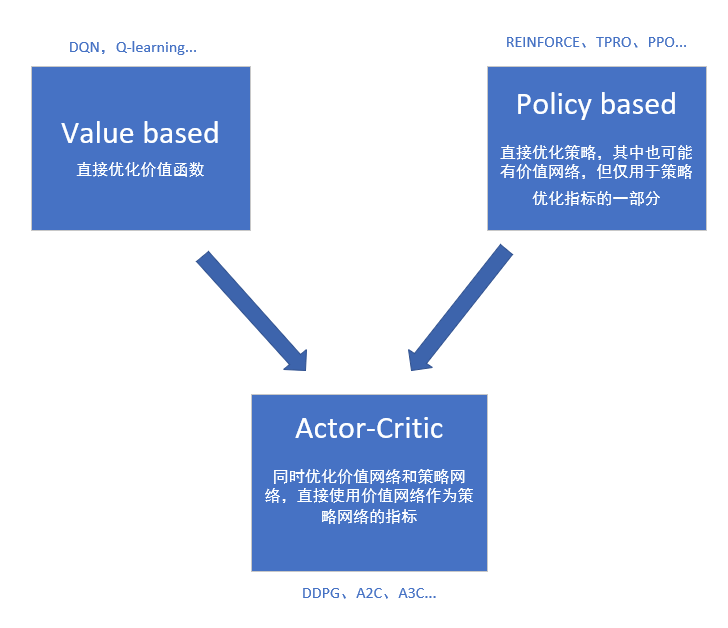 DQN，Q-learning...
Value based
直接优化价值函数
REINFORCE、TPRO、PPO...
Policy based
直接优化策略，其中也可能
有价值网络，但仅用于策略
优化指标的一部分
Actor-Critic
同时优化价值网络和策略网
络，直接使用价值网络作为策
略网络的指标
DDPG、A2C、A3C...